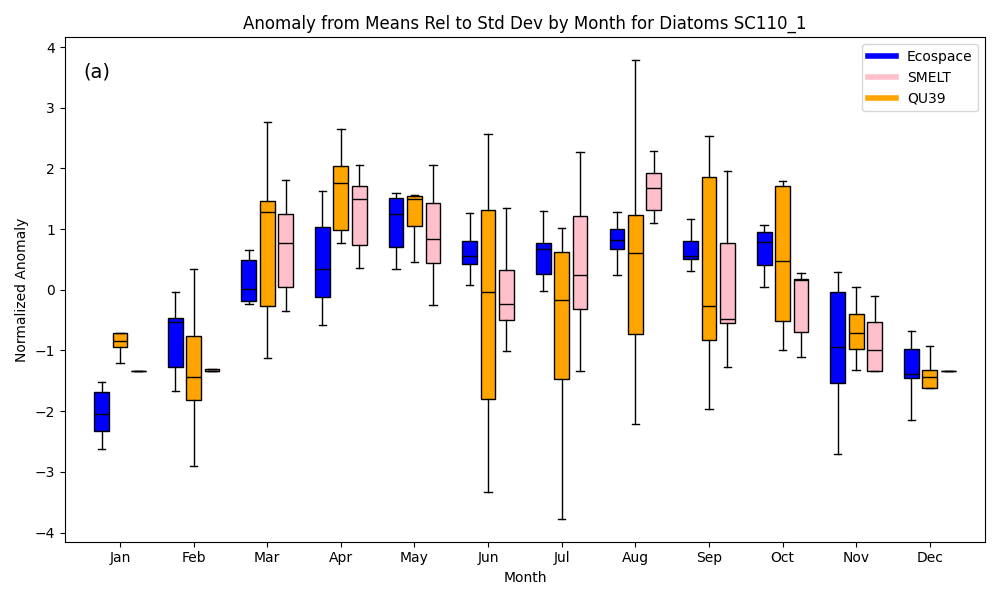 Anomaly from Means Rel to Std Dev by Month for Diatoms SC110_1
(a)
Ecospace
SMELT
QU39
Normalized Anomaly
4
3
2
1
0
−1
−2
−3
−4
Jan Feb Mar Apr May Jun Jul Aug Sep Oct Nov Dec
Month